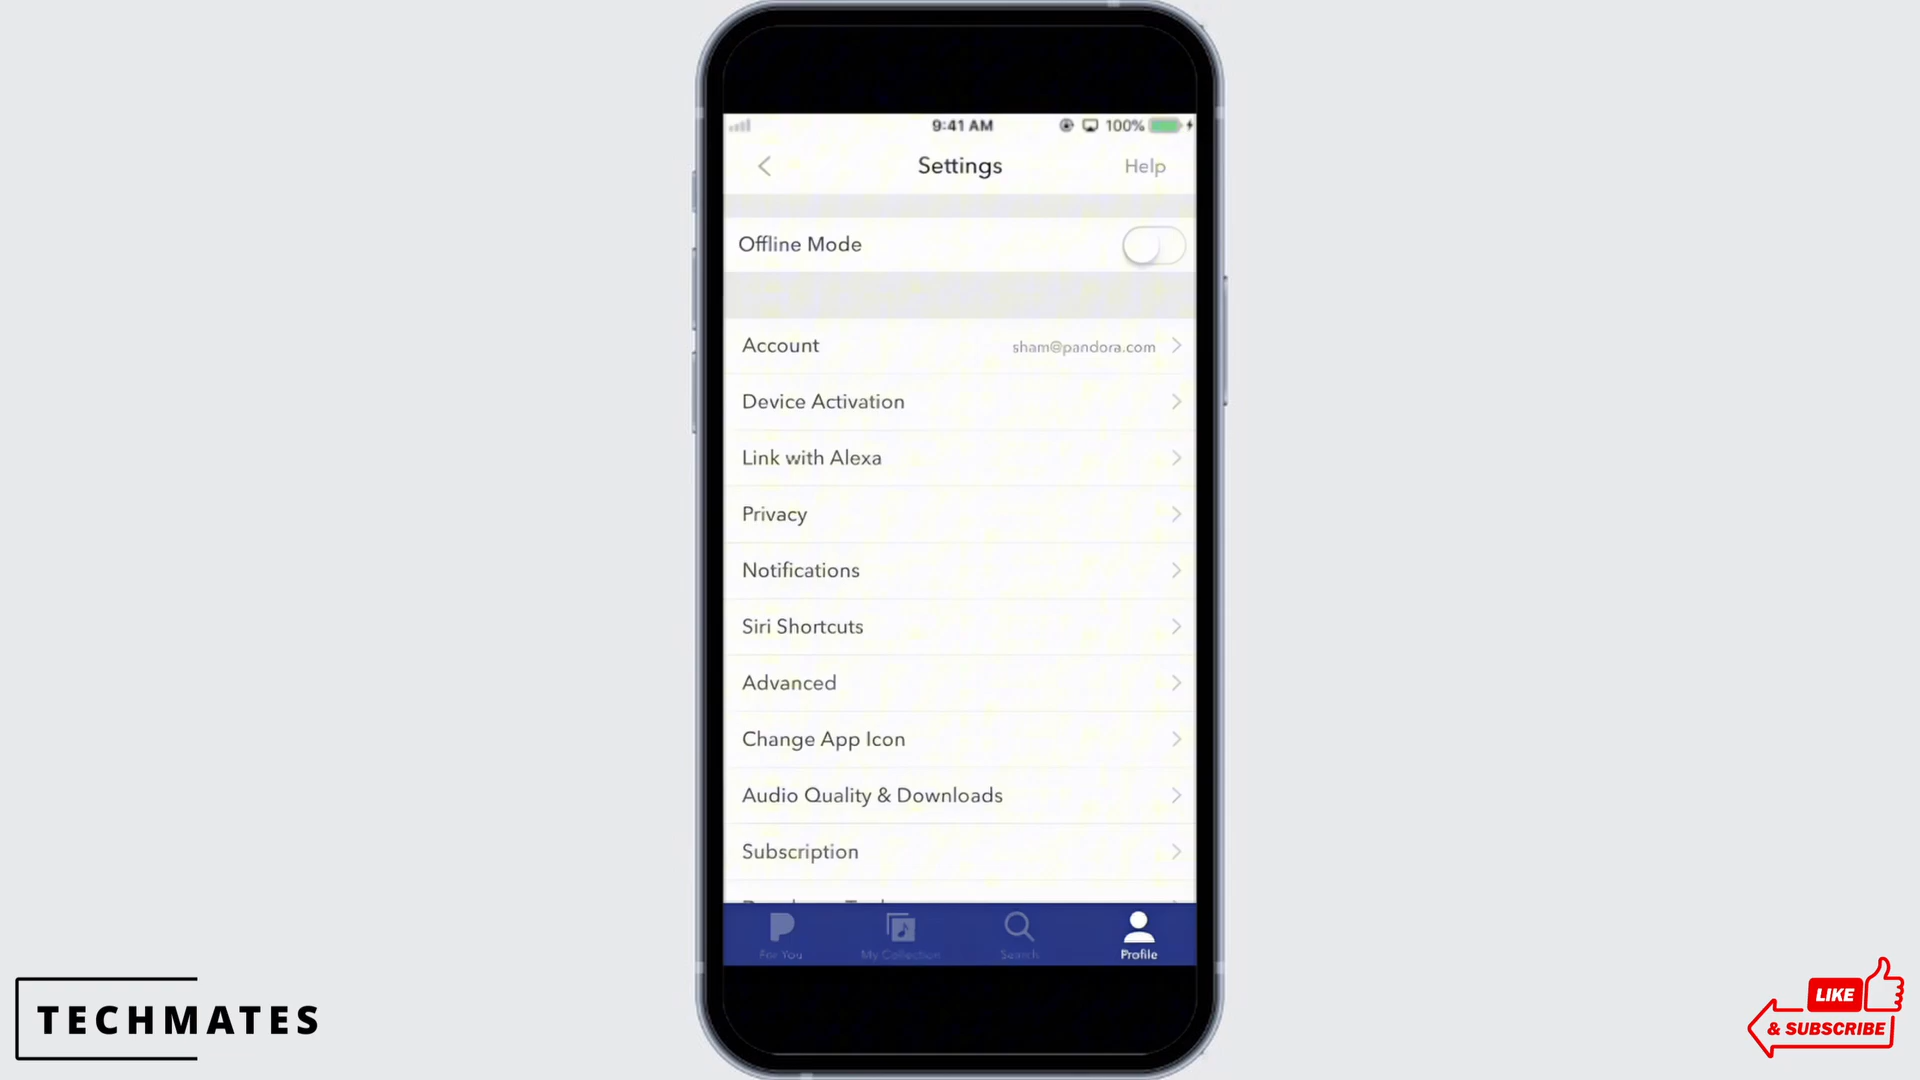 9:41 AM
100%
Settings
Help
Offline Mode
Account
sham@pandora.com
Device Activation
Link with Alexa
Privacy
Notifications
Siri Shortcuts
Advanced
Change App Icon
Audio Quality & Downloads
Subscription
For You
My Collection
Search
Profile
TECHMATES
LIKE
& SUBSCRIBE